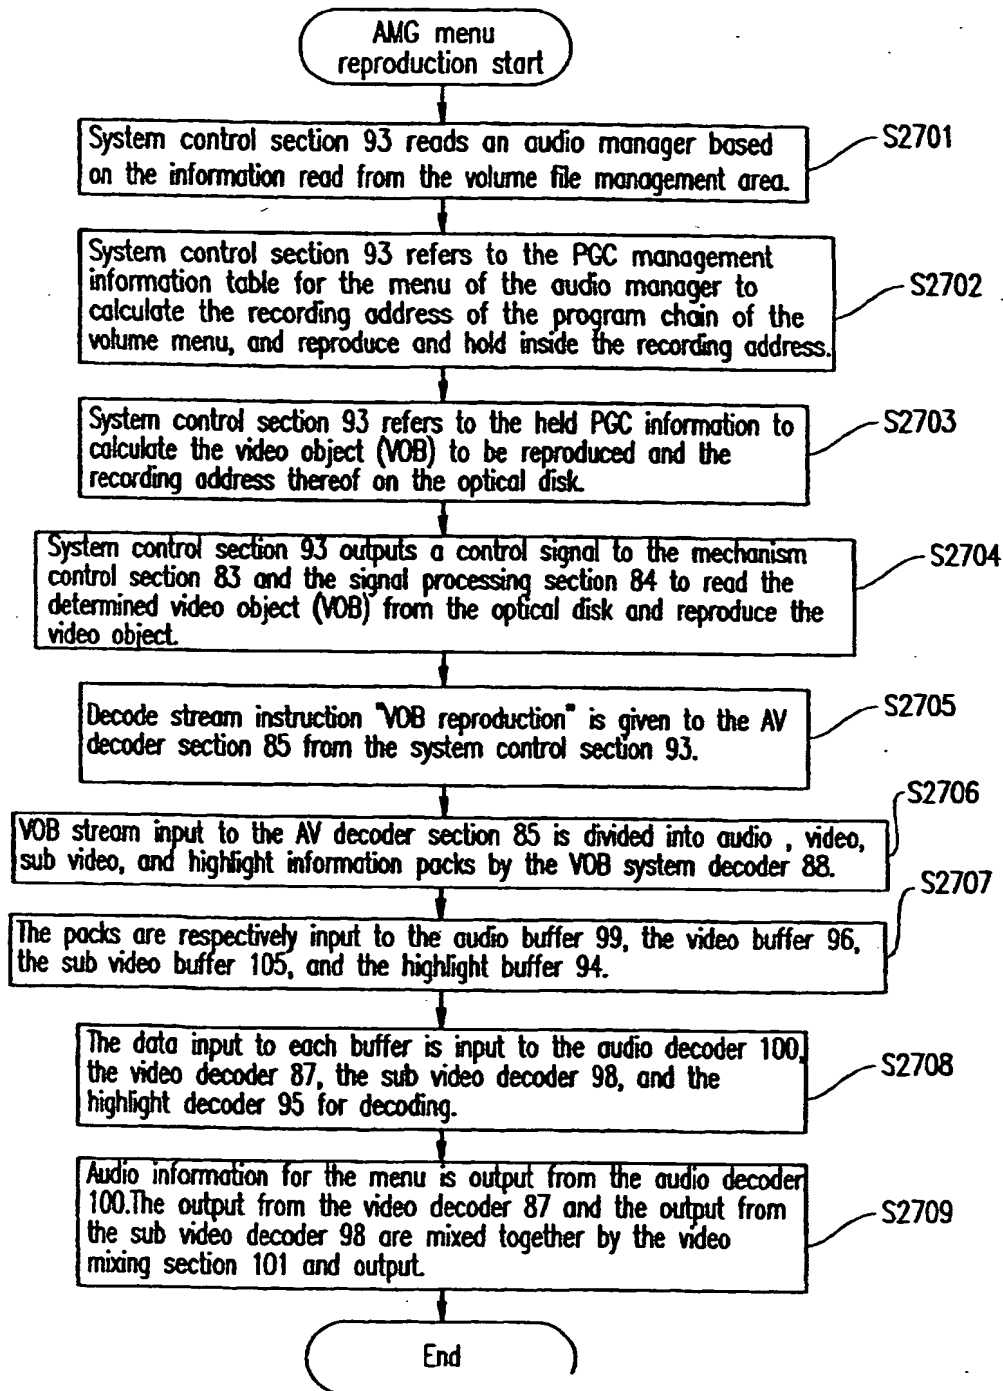 AMG menu
reproduction start
System control section 93 reads an audio manager based
on the information read from the volume file management area.
S2701
System control section 93 refers to the PGC management
information table for the menu of the audio manager to
calculate the recording address of the program chain of the
volume menu, and reproduce and hold inside the recording address.
S2702
System control section 93 refers to the held PGC information to
calculate the video object (VOB) to be reproduced and the
recording address thereof on the optical disk.
S2703
System control section 93 outputs a control signal to the mechanism
control section 83 and the signal processing section 84 to read the
determined video object (VOB) from the optical disk and reproduce the
video object.
S2704
Decode stream instruction "VOB reproduction" is given to the AV
decoder section 85 from the system control section 93.
S2705
VOB stream input to the AV decoder section 85 is divided into audio , video,
sub video, and highlight information packs by the VOB system decoder 88.
S2706
The packs are respectively input to the audio buffer 99, the video buffer 96,
the sub video buffer 105, and the highlight buffer 94.
S2707
The data input to each buffer is input to the audio decoder 100,
the video decoder 87, the sub video decoder 98, and the
highlight decoder 95 for decoding.
S2708
Audio information for the menu is output from the audio decoder
100.The output from the video decoder 87 and the output from
the sub video decoder 98 are mixed together by the video
mixing section 101 and output.
S2709
End